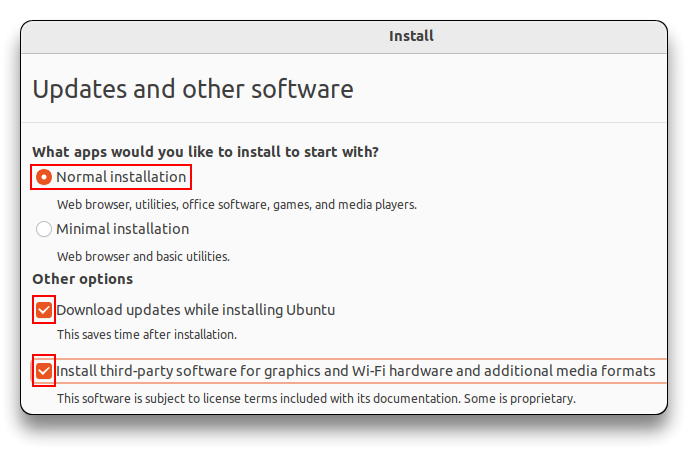 Install
Updates and other software
What apps would you like to install to start with?
Normal installation
Web browser, utilities, office software, games, and media players.
Minimal installation
Web browser and basic utilities.
Other options
Download updates while installing Ubuntu
This saves time after installation.
Install third-party software for graphics and Wi-Fi hardware and additional media formats
This software is subject to license terms included with its documentation. Some is proprietary.